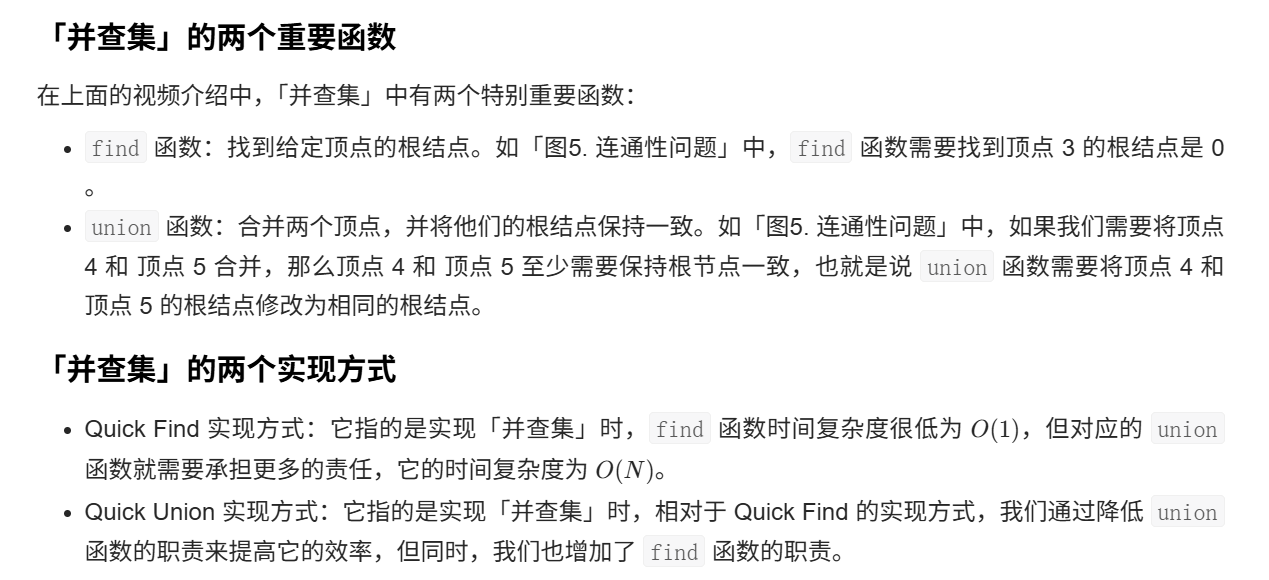 「并查集」的两个重要函数
在上面的视频介绍中，「并查集」中有两个特别重要函数：
• find 函数：找到给定顶点的根结点。如「图5. 连通性问题」中， find 函数需要找到顶点 3 的根结点是 0
。
• union 函数：合并两个顶点，并将他们的根结点保持一致。如「图5. 连通性问题」中，如果我们需要将顶点
4 和 顶点 5 合并，那么顶点 4 和 顶点 5 至少需要保持根节点一致，也就是说 union 函数需要将顶点 4 和
顶点 5 的根结点修改为相同的根结点。
「并查集」的两个实现方式
• Quick Find 实现方式：它指的是实现「并查集」时， find 函数时间复杂度很低为 O(1)，但对应的 union
函数就需要承担更多的责任，它的时间复杂度为 O(N)。
• Quick Union 实现方式：它指的是实现「并查集」时，相对于 Quick Find 的实现方式，我们通过降低 union
函数的职责来提高它的效率，但同时，我们也增加了 find 函数的职责。